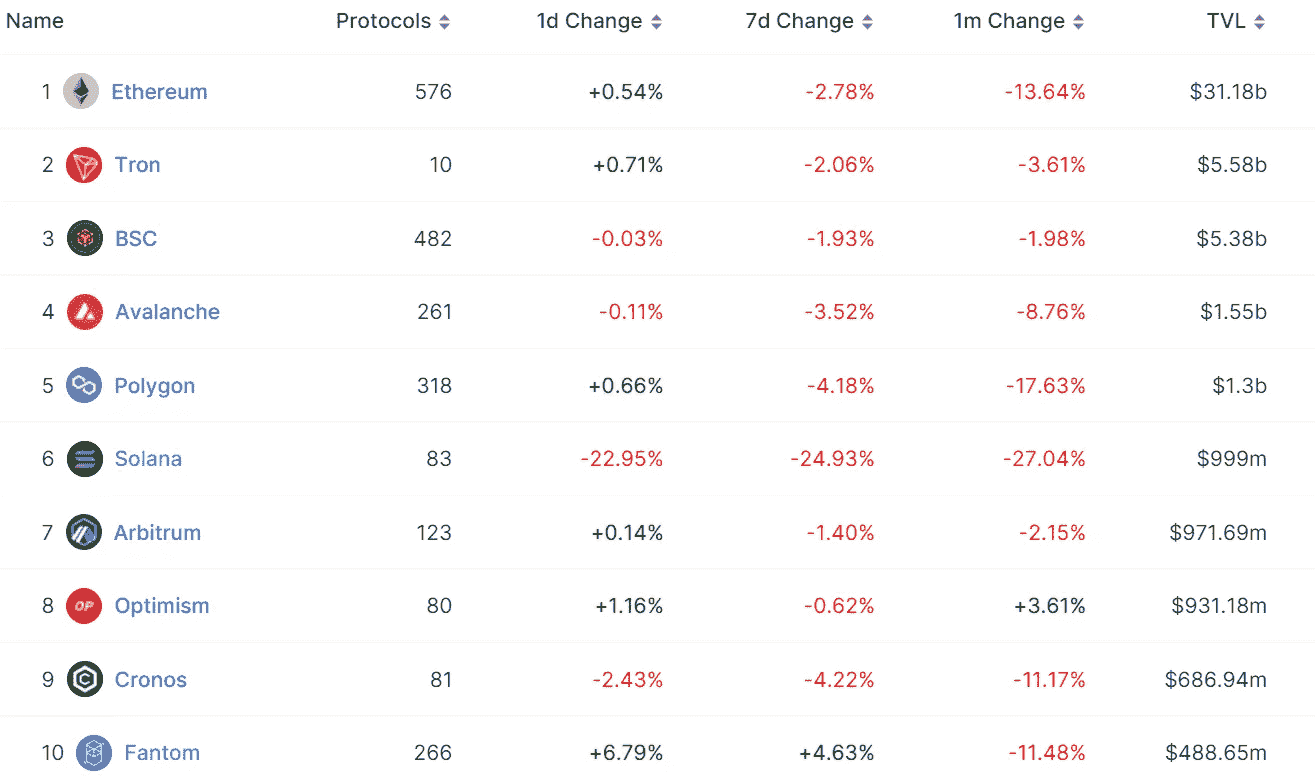 Name Protocols 1d Change 7d Change 1m Change TVL
1 Ethereum 576 +0.54% -2.78% -13.64% $31.18b
2 Tron 10 +0.71% -2.06% -3.61% $5.58b
3 BSC 482 -0.03% -1.93% -1.98% $5.38b
4 Avalanche 261 -0.11% -3.52% -8.76% $1.55b
5 Polygon 318 +0.66% -4.18% -17.63% $1.3b
6 Solana 83 -22.95% -24.93% -27.04% $999m
7 Arbitrum 123 +0.14% -1.40% -2.15% $971.69m
8 OP Optimism 80 +1.16% -0.62% +3.61% $931.18m
9 Cronos 81 -2.43% -4.22% -11.17% $686.94m
10 Fantom 266 +6.79% +4.63% -11.48% $488.65m